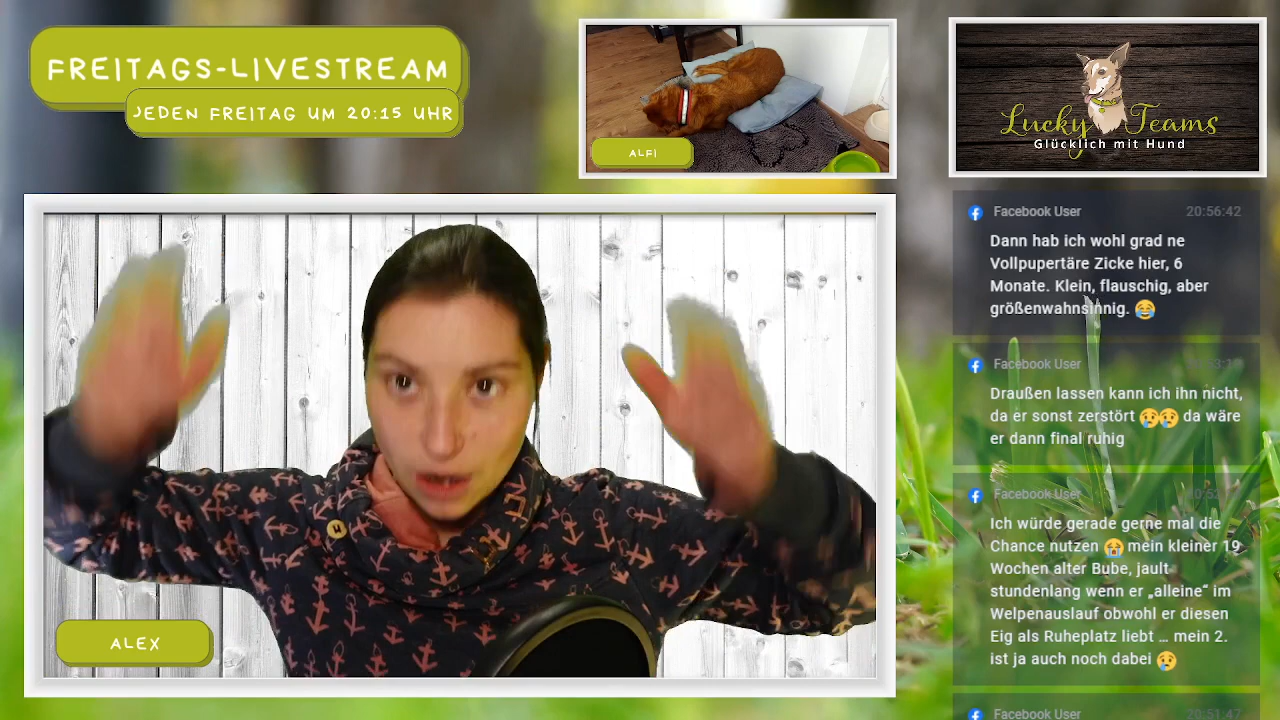 FREITAGS-LIVESTREAM
JEDEN FREITAG UM 20:15 UHR
ALFI
Lucky Teams
Glücklich mit Hund
ALEX
Facebook User 20:56:42
Dann hab ich wohl grad ne
Vollpupertäre Zicke hier, 6
Monate. Klein, flauschig, aber
größenwahnsinnig. 😂
Facebook User
Draußen lassen kann ich ihn nicht,
da er sonst zerstört 😢😢 da wäre
er dann final ruhig
Facebook User
Ich würde gerade gerne mal die
Chance nutzen 😭 mein kleiner 19
Wochen alter Bube, jault
stundenlang wenn er „alleine“ im
Welpenauslauf obwohl er diesen
Eig als Ruheplatz liebt … mein 2.
ist ja auch noch dabei 😢
Facebook User 20:51:47